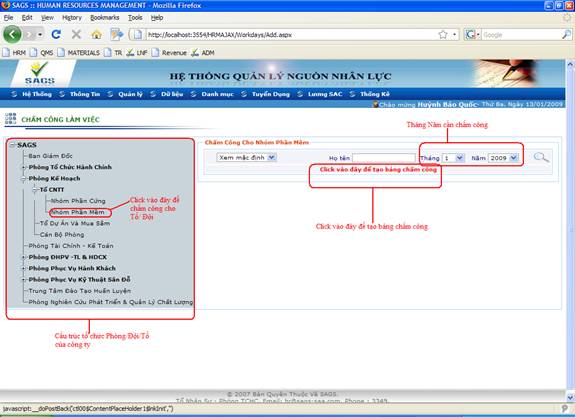 SAGS :: HUMAN RESOURCES MANAGEMENT - Mozilla Firefox
File Edit View History Bookmarks Tools Help
http://localhost:3554/HRMAJAX/Workdays/Add.aspx
Google
HRM QMS MATERIALS TR LNF Revenue ADM
SAGS
HỆ THỐNG QUẢN LÝ NGUỒN NHÂN LỰC
Hệ Thống Thông Tin Quản lý Dữ liệu Danh mục Tuyển Dụng Lương SAC Thống Kê
Chào mừng Huỳnh Bảo Quốc- Thứ Ba, Ngày 13/01/2009
CHẤM CÔNG LÀM VIỆC
Tháng Năm cần chấm công
SAGS
Ban Giám Đốc
Phòng Tổ Chức Hành Chính
Phòng Kế Hoạch
Tổ CNTT
Nhóm Phần Cứng
Nhóm Phần Mềm
Tổ Dự Án Và Mua Sắm
Cán Bộ Phòng
Phòng Tài Chính - Kế Toán
Phòng ĐHPV -TL & HDCX
Phòng Phục Vụ Hành Khách
Phòng Phục Vụ Kỹ Thuật Sân Đỗ
Trung Tâm Đào Tạo Huấn Luyện
Phòng Nghiên Cứu Phát Triển & Quản Lý Chất Lượng
Chấm Công Cho Nhóm Phần Mềm
Xem mặc định Họ tên Tháng 1 Năm 2009
Click vào đây để tạo bảng chấm công
Click vào đây để
chấm công cho
Tổ/ Đội
Click vào đây để tạo bảng chấm công
Cấu trúc tổ chức Phòng/Đội/Tổ
của công ty
© 2007 Bản Quyền Thuộc Về SAGS.
Tổ Nhân Sự - Phòng TCHC. Email: hr@sags-saa.com. Phone : 3349.
javascript:__doPostBack('ctl00$ContentPlaceHolder1$lnkInit','')